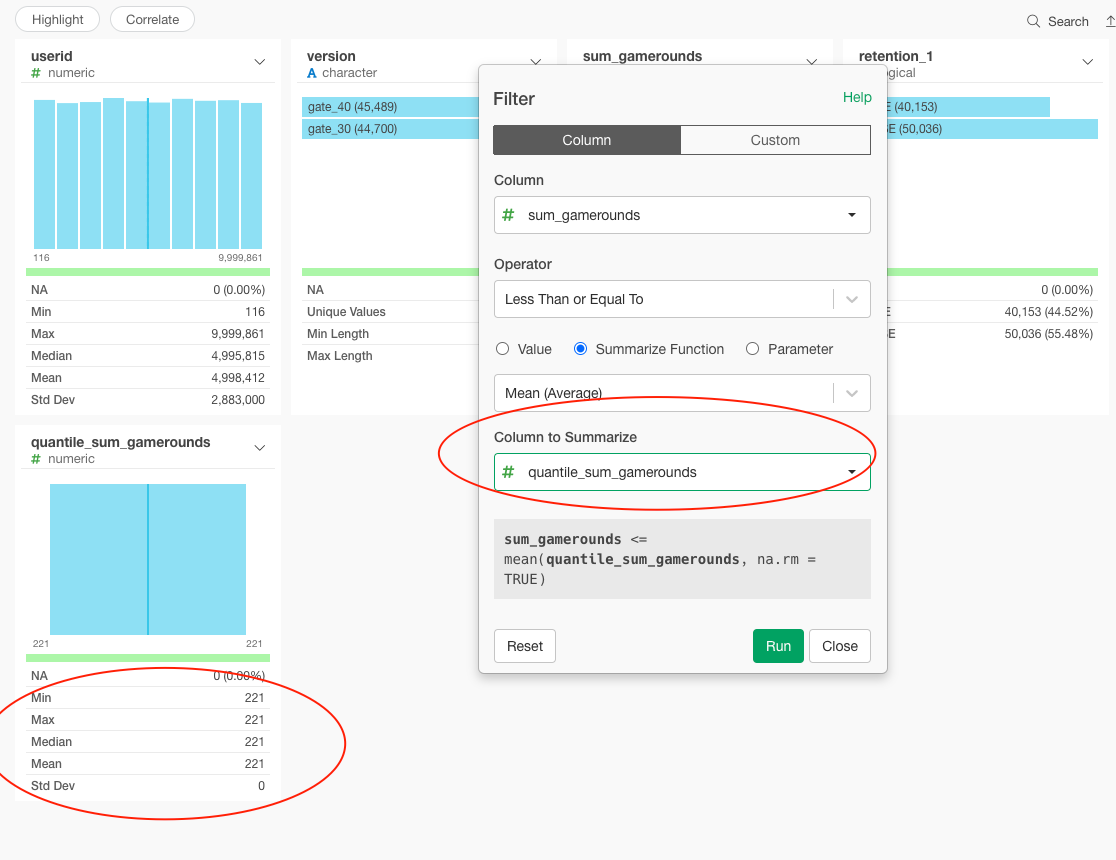 Highlight
Correlate
Search
userid
# numeric
116
9,999,861
NA 0 (0.00%)
Min 116
Max 9,999,861
Median 4,995,815
Mean 4,998,412
Std Dev 2,883,000
version
A character
gate_40 (45,489)
gate_30 (44,700)
NA
Unique Values
Min Length
Max Length
sum_gamerounds
retention_1
ogical
E (40,153)
SE (50,036)
0 (0.00%)
E 40,153 (44.52%)
SE 50,036 (55.48%)
quantile_sum_gamerounds
# numeric
221
221
NA 0 (0.00%)
Min 221
Max 221
Median 221
Mean 221
Std Dev 0
Filter
Help
Column
Custom
Column
# sum_gamerounds
Operator
Less Than or Equal To
Value
Summarize Function
Parameter
Mean (Average)
Column to Summarize
# quantile_sum_gamerounds
sum_gamerounds <=
mean(quantile_sum_gamerounds, na.rm =
TRUE)
Reset
Run
Close